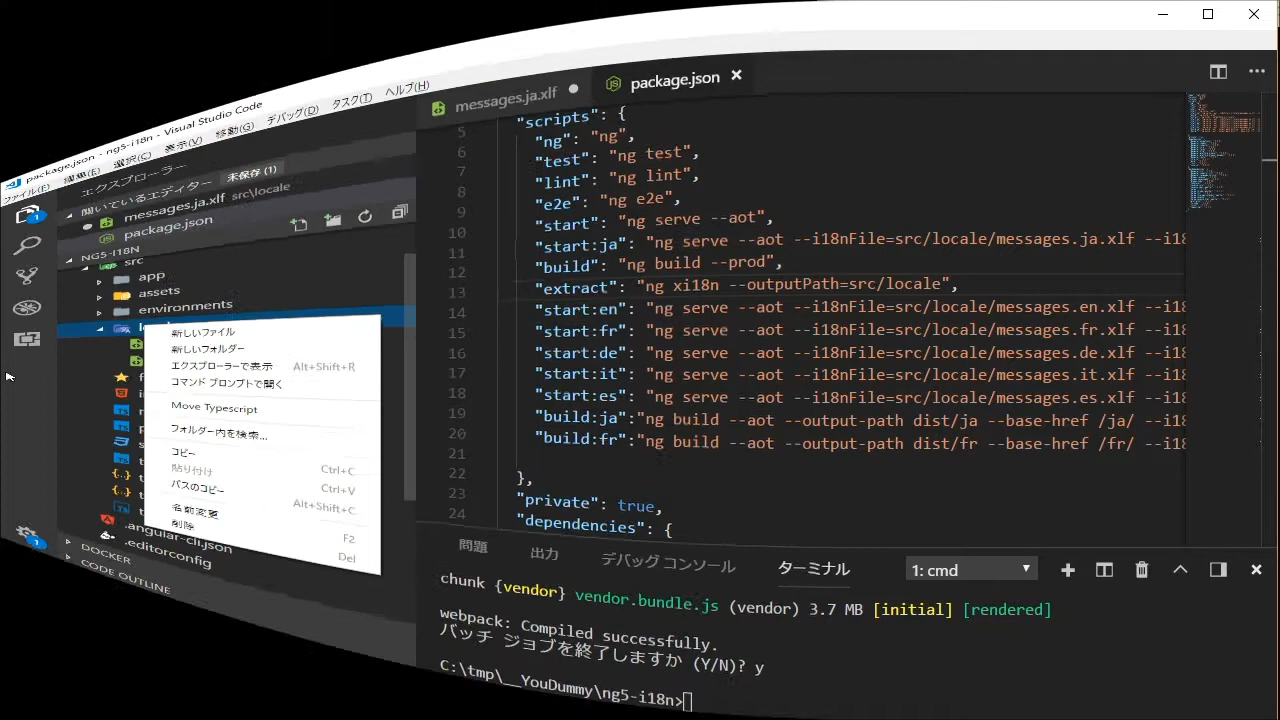 package.json - ng5-i18n - Visual Studio Code
ファイル(F) 編集(E) 選択(C) 表示(V) 移動(G) デバッグ(D) タスク(T) ヘルプ(H)
エクスプローラー
開いているエディター 未保存 (1)
messages.ja.xlf src\locale
package.json
NG5-I18N
src
app
assets
environments
新しいファイル
新しいフォルダー
エクスプローラーで表示 Alt+Shift+R
コマンド プロンプトで開く
Move Typescript
フォルダー内を検索...
コピー Ctrl+C
貼り付け Ctrl+V
パスのコピー Alt+Shift+C
名前変更 F2
削除 Del
.angular-cli.json
.editorconfig
DOCKER
CODE OUTLINE
messages.ja.xlf
package.json
5 "scripts": {
6 "ng": "ng",
7 "test": "ng test",
8 "lint": "ng lint",
9 "e2e": "ng e2e",
10 "start": "ng serve --aot",
11 "start:ja": "ng serve --aot --i18nFile=src/locale/messages.ja.xlf --i18
12 "build": "ng build --prod",
13 "extract": "ng xi18n --outputPath=src/locale",
14 "start:en": "ng serve --aot --i18nFile=src/locale/messages.en.xlf --i18
15 "start:fr": "ng serve --aot --i18nFile=src/locale/messages.fr.xlf --i18
16 "start:de": "ng serve --aot --i18nFile=src/locale/messages.de.xlf --i18
17 "start:it": "ng serve --aot --i18nFile=src/locale/messages.it.xlf --i18
18 "start:es": "ng serve --aot --i18nFile=src/locale/messages.es.xlf --i18
19 "build:ja":"ng build --aot --output-path dist/ja --base-href /ja/ --i18
20 "build:fr":"ng build --aot --output-path dist/fr --base-href /fr/ --i18
21
22 },
23 "private": true,
24 "dependencies": {
問題 出力 デバッグ コンソール ターミナル 1: cmd
chunk {vendor} vendor.bundle.js (vendor) 3.7 MB [initial] [rendered]
webpack: Compiled successfully.
バッチ ジョブを終了しますか (Y/N)? y
C:\tmp\__YouDummy\ng5-i18n>